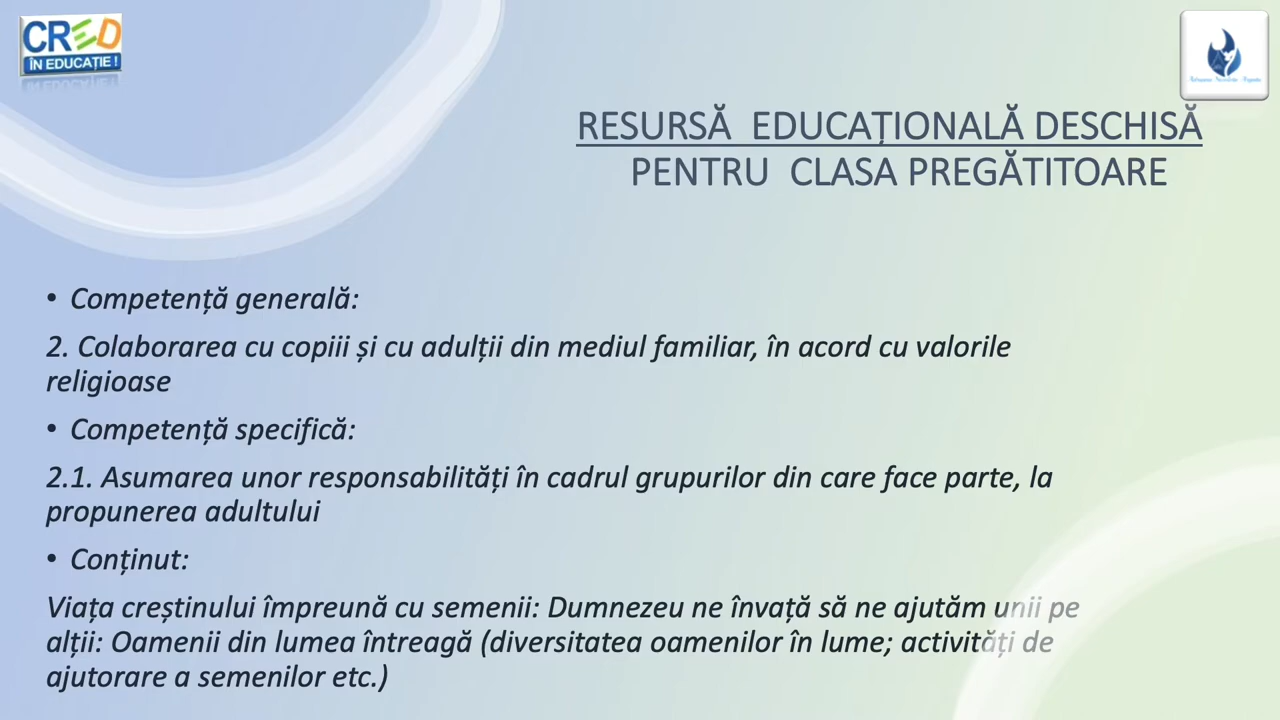 CRED
ÎN EDUCAȚIE !
RESURSĂ EDUCAȚIONALĂ DESCHISĂ
PENTRU CLASA PREGĂTITOARE
• Competență generală:
2. Colaborarea cu copiii și cu adulții din mediul familiar, în acord cu valorile
religioase
• Competență specifică:
2.1. Asumarea unor responsabilități în cadrul grupurilor din care face parte, la
propunerea adultului
• Conținut:
Viața creștinului împreună cu semenii: Dumnezeu ne învață să ne ajutăm unii pe
alții: Oamenii din lumea întreagă (diversitatea oamenilor în lume; activități de
ajutorare a semenilor etc.)